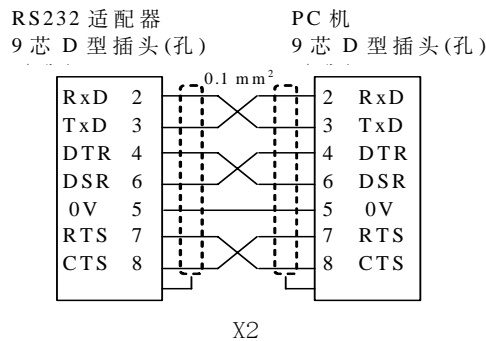 RS232 适配器 PC 机
9 芯 D 型插头(孔) 9 芯 D 型插头(孔)
0.1 mm²
RxD 2 2 RxD
TxD 3 3 TxD
DTR 4 4 DTR
DSR 6 6 DSR
0V 5 5 0V
RTS 7 7 RTS
CTS 8 8 CTS
X2